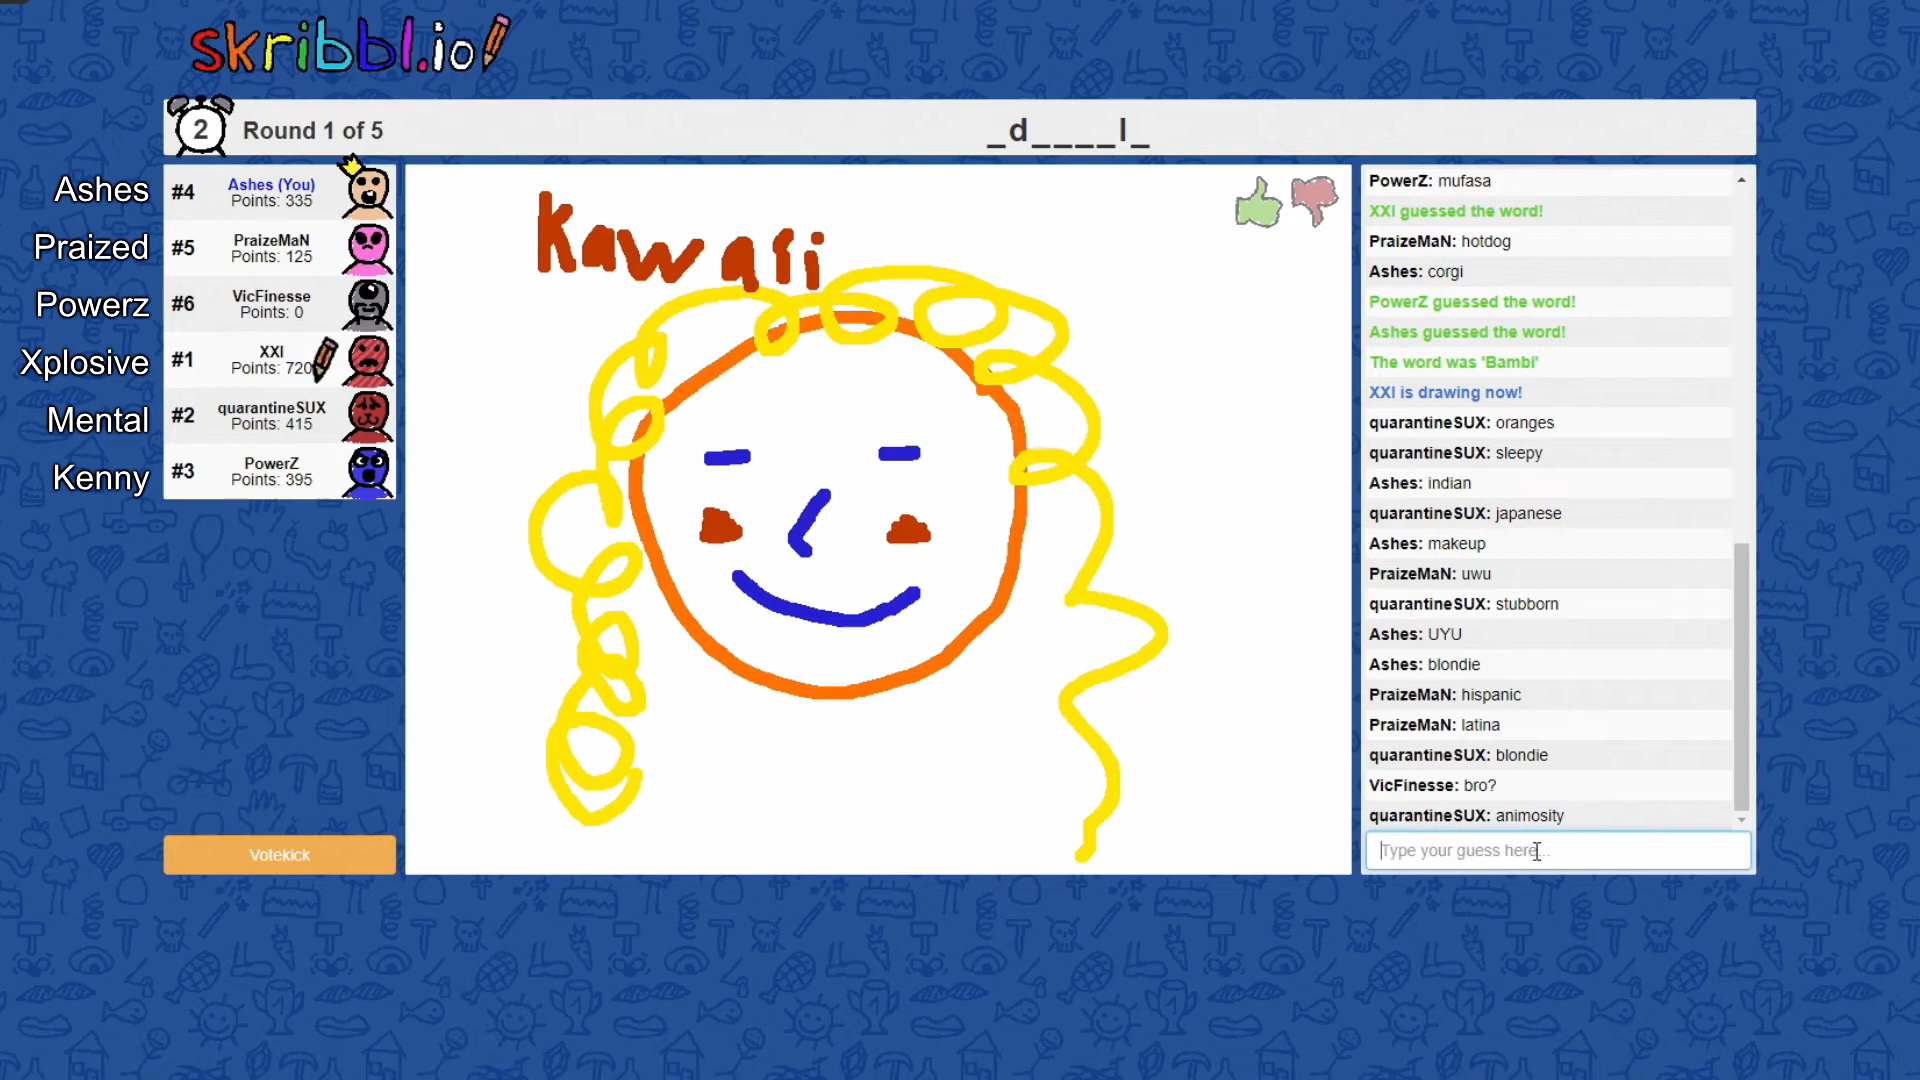 skribbl.io
2
Round 1 of 5
_d____l_
Ashes
Praized
Powerz
Xplosive
Mental
Kenny
#4
Ashes (You)
Points: 335
#5
PraizeMaN
Points: 125
#6
VicFinesse
Points: 0
#1
XXI
Points: 720
#2
quarantineSUX
Points: 415
#3
PowerZ
Points: 395
Votekick
Kawaii
PowerZ: mufasa
XXI guessed the word!
PraizeMaN: hotdog
Ashes: corgi
PowerZ guessed the word!
Ashes guessed the word!
The word was 'Bambi'
XXI is drawing now!
quarantineSUX: oranges
quarantineSUX: sleepy
Ashes: indian
quarantineSUX: japanese
Ashes: makeup
PraizeMaN: uwu
quarantineSUX: stubborn
Ashes: UYU
Ashes: blondie
PraizeMaN: hispanic
PraizeMaN: latina
quarantineSUX: blondie
VicFinesse: bro?
quarantineSUX: animosity
Type your guess here...